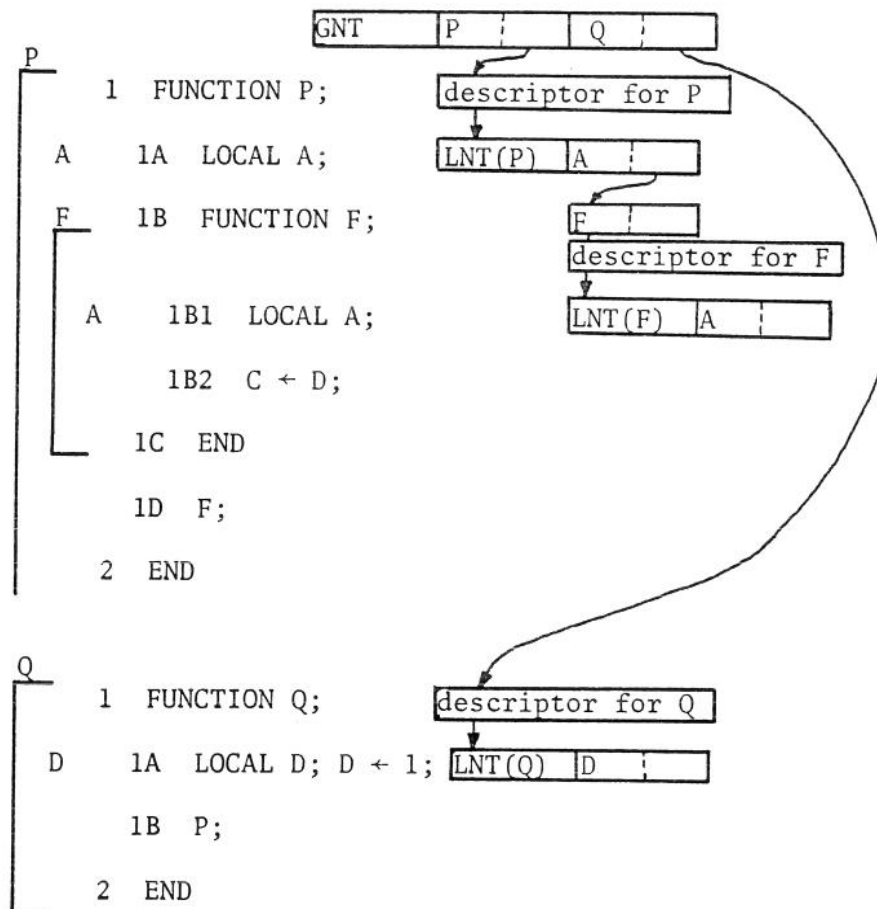 GNT P Q
P
1 FUNCTION P; descriptor for P
A 1A LOCAL A; LNT(P) A
F 1B FUNCTION F; F
descriptor for F
A 1B1 LOCAL A; LNT(F) A
1B2 C ← D;
1C END
1D F;
2 END
Q
1 FUNCTION Q; descriptor for Q
D 1A LOCAL D; D ← 1; LNT(Q) D
1B P;
2 END